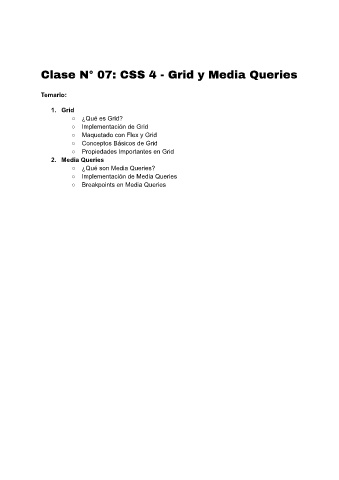 Clase N° 07: CSS 4 - Grid y Media Queries
Temario:
1. Grid
○ ¿Qué es Grid?
○ Implementación de Grid
○ Maquetado con Flex y Grid
○ Conceptos Básicos de Grid
○ Propiedades Importantes en Grid
2. Media Queries
○ ¿Qué son Media Queries?
○ Implementación de Media Queries
○ Breakpoints en Media Queries